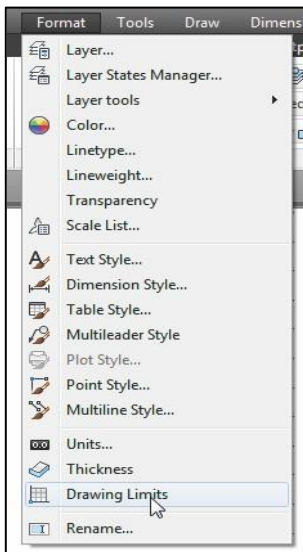 Format Tools Draw Dimens
Layer...
Layer States Manager...
Layer tools
Color...
Linetype...
Lineweight...
Transparency
Scale List...
Text Style...
Dimension Style...
Table Style...
Multileader Style
Plot Style...
Point Style...
Multiline Style...
Units...
Thickness
Drawing Limits
Rename...